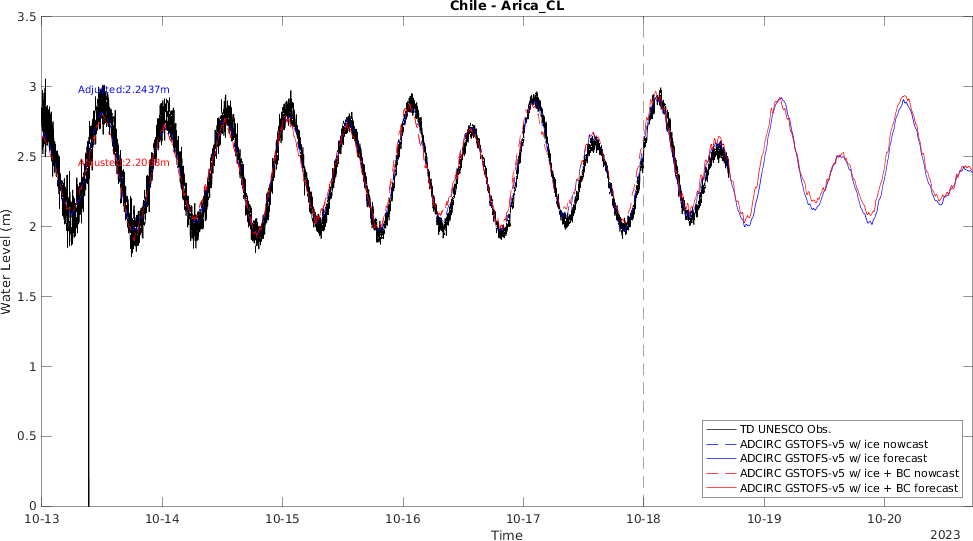 Chile - Arica_CL
3.5
3
2.5
2
1.5
1
0.5
0
Water Level (m)
Adjusted:2.2437m
Adjusted:2.2048m
TD UNESCO Obs.
ADCIRC GSTOFS-v5 w/ ice nowcast
ADCIRC GSTOFS-v5 w/ ice forecast
ADCIRC GSTOFS-v5 w/ ice + BC nowcast
ADCIRC GSTOFS-v5 w/ ice + BC forecast
10-13 10-14 10-15 10-16 10-17 10-18 10-19 10-20
Time
2023